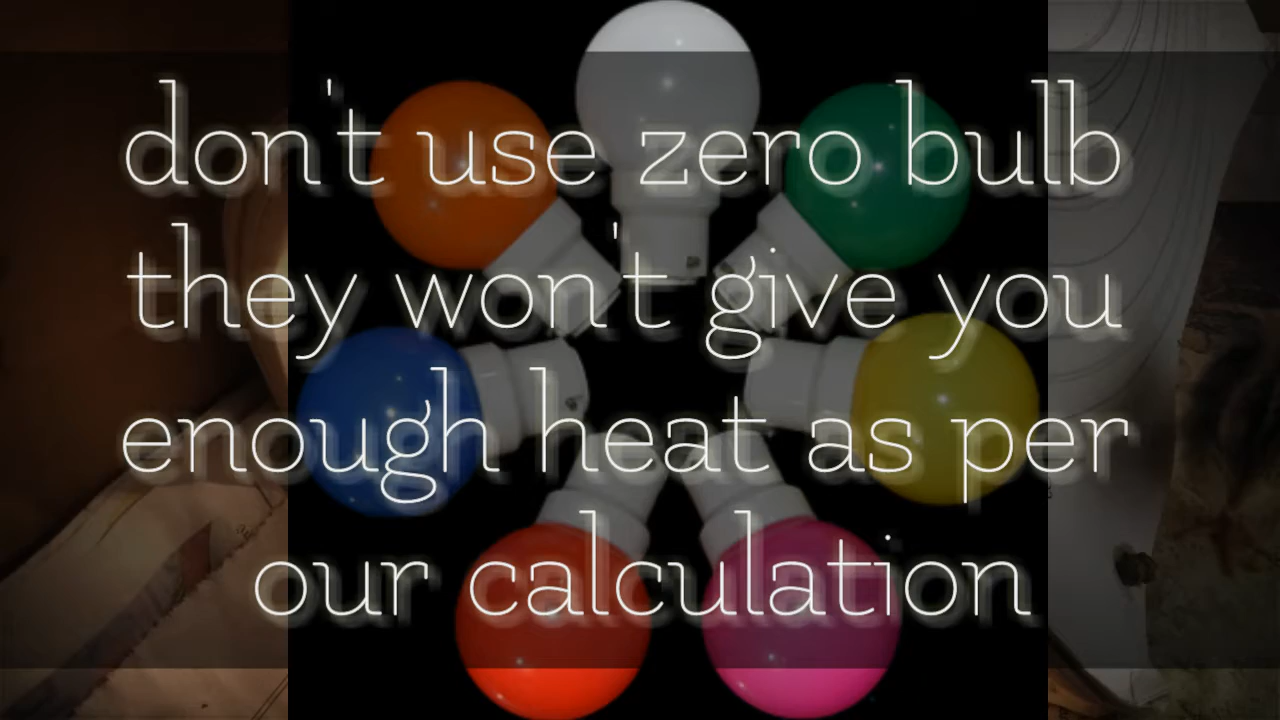 don't use zero bulb
they won't give you
enough heat as per
our calculation